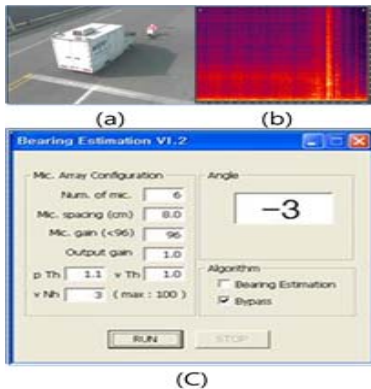 (a) (b)
Bearing Estimation V1.2
Mic. Array Configuration
Num. of mic. 6
Mic. spacing (cm) 8.0
Mic. gain (<96) 96
Output gain 1.0
p Th 1.1 v Th 1.0
v Nh 3 (max : 100)
Angle
-3
Algorithm
Bearing Estimation
Bypass
RUN STOP
(C)